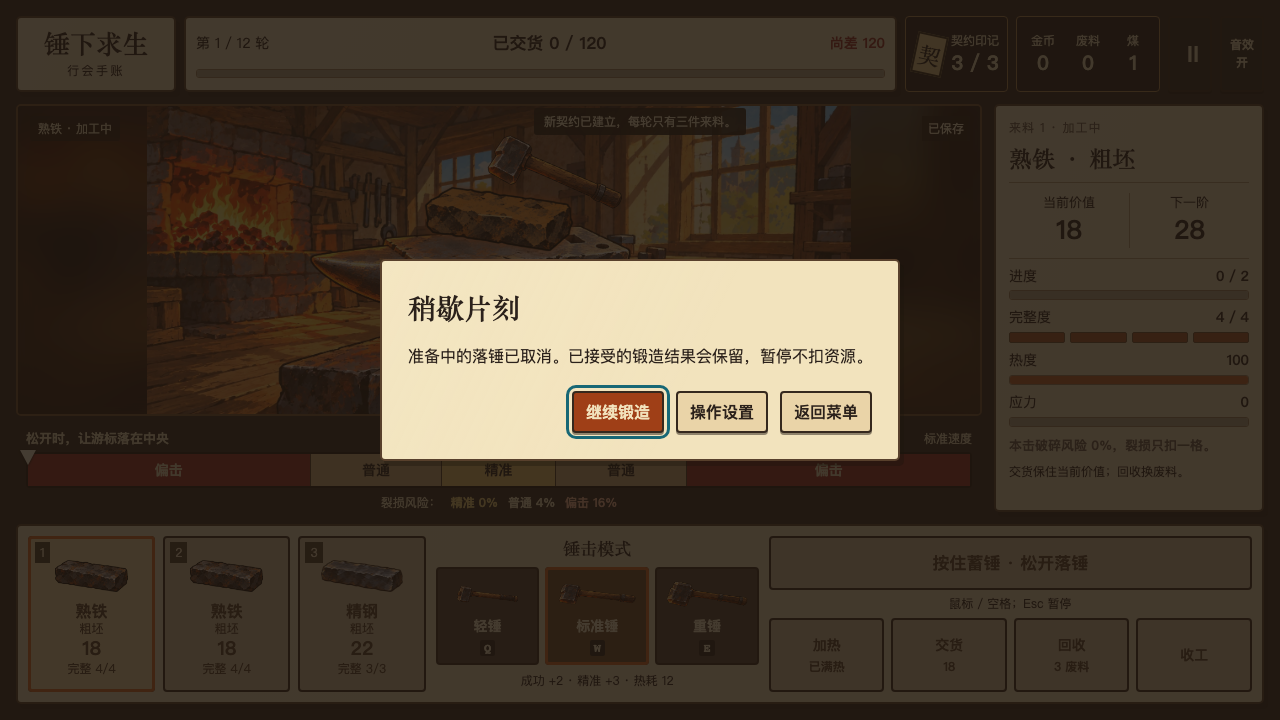 锤下求生
行会手账
第 1 / 12 轮
已交货 0 / 120
尚差 120
契
契约印记
3 / 3
金币
废料
煤
0
0
1
II
音效
开
熟铁 · 加工中
新契约已建立，每轮只有三件来料。
已保存
来料 1 · 加工中
熟铁 · 粗坯
当前价值
下一阶
18
28
进度
0 / 2
完整度
4 / 4
热度
100
应力
0
本击破碎风险 0%，裂损只扣一格。
交货保住当前价值；回收换废料。
稍歇片刻
准备中的落锤已取消。已接受的锻造结果会保留，暂停不扣资源。
继续锻造
操作设置
返回菜单
松开时，让游标落在中央
标准速度
偏击
普通
精准
普通
偏击
裂损风险：
精准 0%
普通 4%
偏击 16%
1
熟铁
粗坯
18
完整 4/4
2
熟铁
粗坯
18
完整 4/4
3
精钢
粗坯
22
完整 3/3
锤击模式
轻锤
Q
标准锤
W
重锤
E
成功 +2 · 精准 +3 · 热耗 12
按住蓄锤 · 松开落锤
鼠标 / 空格；Esc 暂停
加热
已满热
交货
18
回收
3 废料
收工